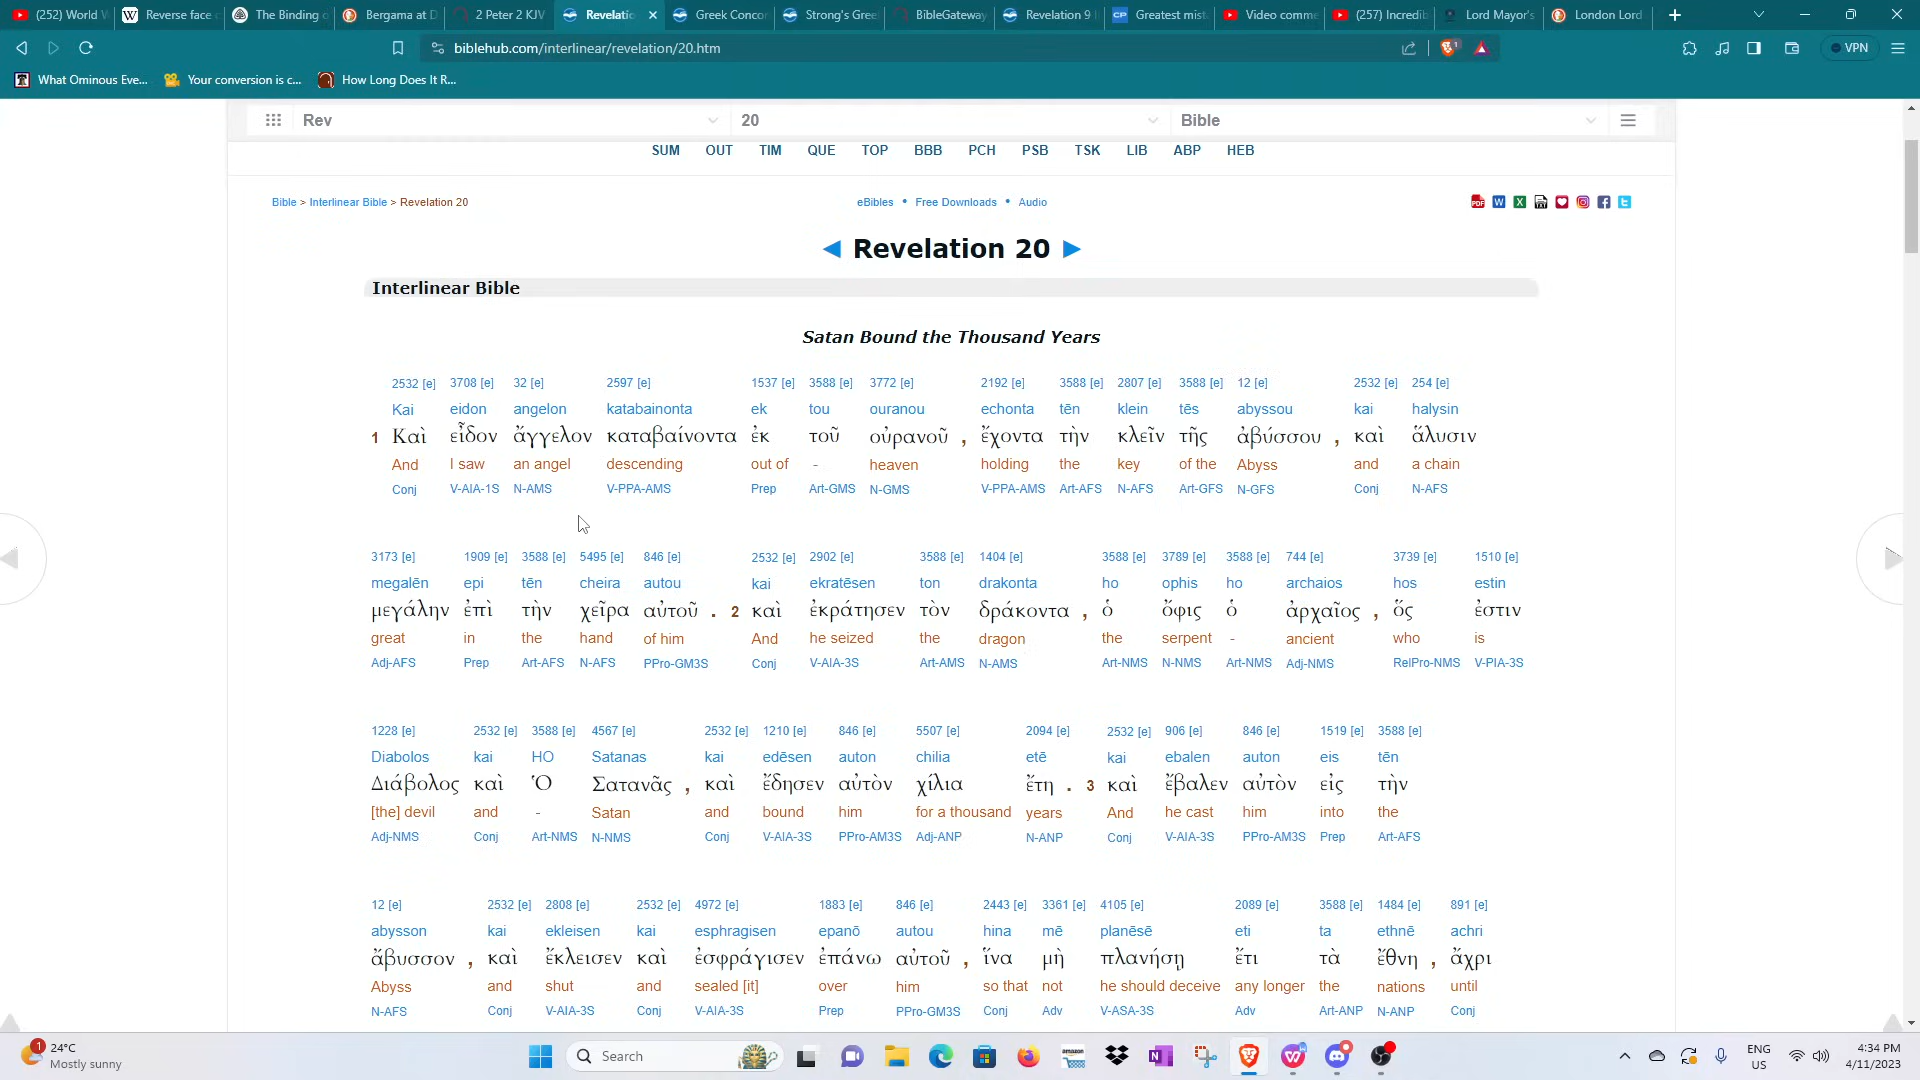 (252) World W
Reverse face c
The Binding o
Bergama at D
2 Peter 2 KJV
Revelatio
Greek Concor
Strong's Gree
BibleGateway
Revelation 9 I
Greatest mist
Video comme
(257) Incredib
Lord Mayor's
London Lord
biblehub.com/interlinear/revelation/20.htm
VPN
What Ominous Eve...
Your conversion is c...
How Long Does It R...
Rev 20 Bible
SUM OUT TIM QUE TOP BBB PCH PSB TSK LIB ABP HEB
Bible > Interlinear Bible > Revelation 20
eBibles • Free Downloads • Audio
◄ Revelation 20 ►
Interlinear Bible
Satan Bound the Thousand Years
2532 [e] 3708 [e] 32 [e] 2597 [e] 1537 [e] 3588 [e] 3772 [e] 2192 [e] 3588 [e] 2807 [e] 3588 [e] 12 [e] 2532 [e] 254 [e]
Kai eidon angelon katabainonta ek tou ouranou echonta tēn klein tēs abyssou kai halysin
1 Καὶ εἶδον ἄγγελον καταβαίνοντα ἐκ τοῦ οὐρανοῦ , ἔχοντα τὴν κλεῖν τῆς ἀβύσσου , καὶ ἅλυσιν
And I saw an angel descending out of - heaven holding the key of the Abyss and a chain
Conj V-AIA-1S N-AMS V-PPA-AMS Prep Art-GMS N-GMS V-PPA-AMS Art-AFS N-AFS Art-GFS N-GFS Conj N-AFS
3173 [e] 1909 [e] 3588 [e] 5495 [e] 846 [e] 2532 [e] 2902 [e] 3588 [e] 1404 [e] 3588 [e] 3789 [e] 3588 [e] 744 [e] 3739 [e] 1510 [e]
megalēn epi tēn cheira autou kai ekratēsen ton drakonta ho ophis ho archaios hos estin
μεγάλην ἐπὶ τὴν χεῖρα αὐτοῦ . 2 καὶ ἐκράτησεν τὸν δράκοντα , ὁ ὄφις ὁ ἀρχαῖος , ὅς ἐστιν
great in the hand of him And he seized the dragon the serpent - ancient who is
Adj-AFS Prep Art-AFS N-AFS PPro-GM3S Conj V-AIA-3S Art-AMS N-AMS Art-NMS N-NMS Art-NMS Adj-NMS RelPro-NMS V-PIA-3S
1228 [e] 2532 [e] 3588 [e] 4567 [e] 2532 [e] 1210 [e] 846 [e] 5507 [e] 2094 [e] 2532 [e] 906 [e] 846 [e] 1519 [e] 3588 [e]
Diabolos kai HO Satanas kai edēsen auton chilia etē kai ebalen auton eis tēn
Διάβολος καὶ Ὁ Σατανᾶς , καὶ ἔδησεν αὐτὸν χίλια ἔτη . 3 καὶ ἔβαλεν αὐτὸν εἰς τὴν
[the] devil and - Satan and bound him for a thousand years And he cast him into the
Adj-NMS Conj Art-NMS N-NMS Conj V-AIA-3S PPro-AM3S Adj-ANP N-ANP Conj V-AIA-3S PPro-AM3S Prep Art-AFS
12 [e] 2532 [e] 2808 [e] 2532 [e] 4972 [e] 1883 [e] 846 [e] 2443 [e] 3361 [e] 4105 [e] 2089 [e] 3588 [e] 1484 [e] 891 [e]
abysson kai ekleisen kai esphragisen epanō autou hina mē planēsē eti ta ethnē achri
ἄβυσσον , καὶ ἔκλεισεν καὶ ἐσφράγισεν ἐπάνω αὐτοῦ , ἵνα μὴ πλανήσῃ ἔτι τὰ ἔθνη , ἄχρι
Abyss and shut and sealed [it] over him so that not he should deceive any longer the nations until
N-AFS Conj V-AIA-3S Conj V-AIA-3S Prep PPro-GM3S Conj Adv V-ASA-3S Adv Art-ANP N-ANP Conj
1 24°C
Mostly sunny
Search
ENG
US
4:34 PM
4/11/2023